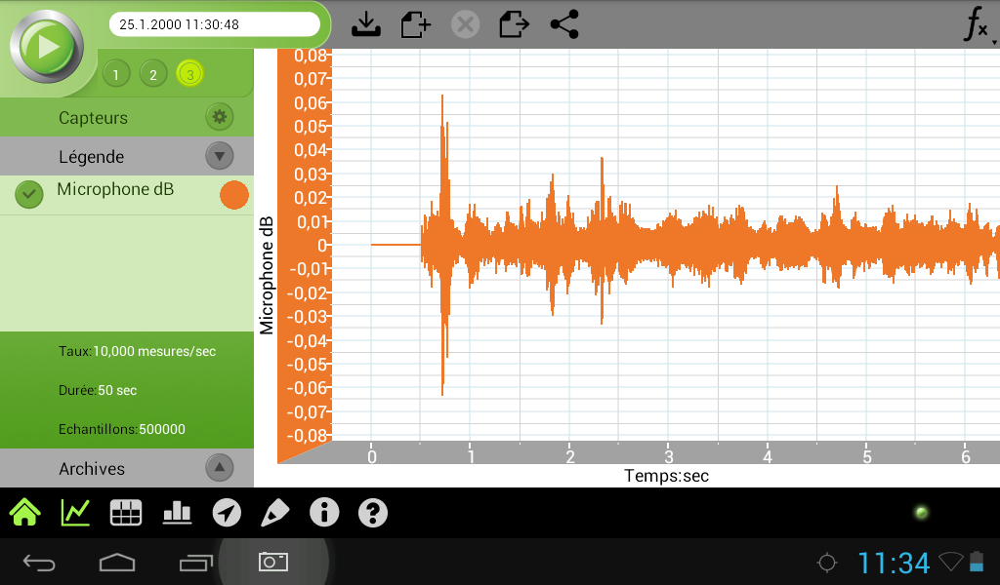 25.1.2000 11:30:48
fx
1 2 3
Capteurs
Légende
Microphone dB
Taux:10,000 mesures/sec
Durée:50 sec
Echantillons:500000
Archives
Microphone dB
0,08
0,07
0,06
0,05
0,04
0,03
0,02
0,01
0
-0,01
-0,02
-0,03
-0,04
-0,05
-0,06
-0,07
-0,08
0 1 2 3 4 5 6
Temps:sec
11:34